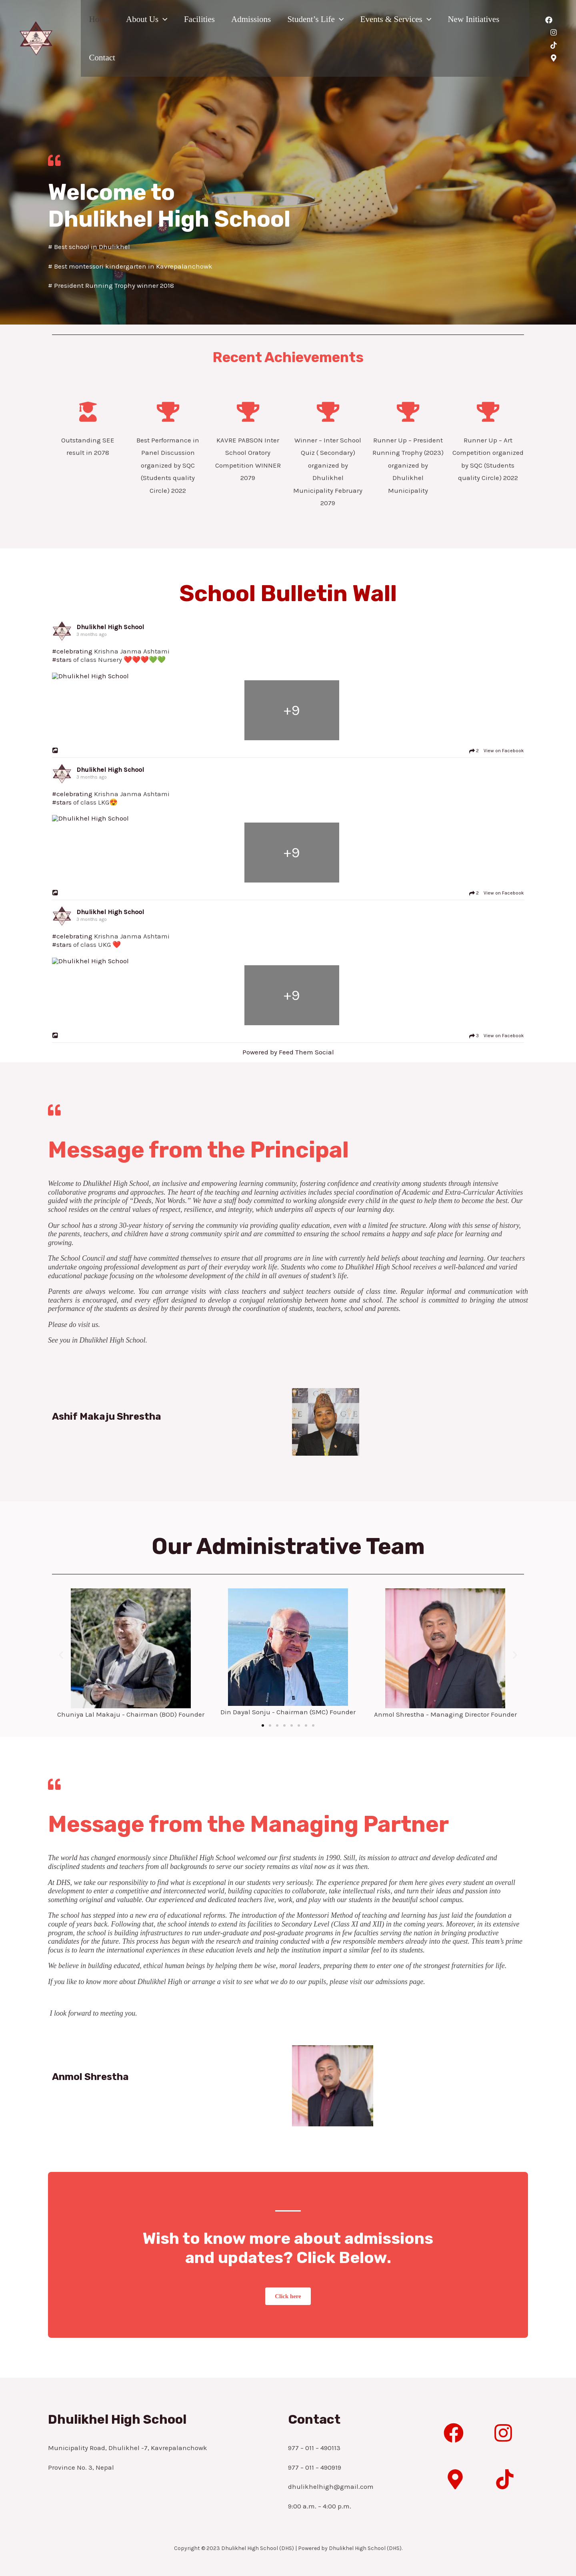 About Us
Facilities
Admissions
Student's Life
Events & Services
New Initiatives
Contact
Welcome to
Dhulikhel High School
# Best school in Dhulikhel
# Best montessori kindergarten in Kavrepalanchowk
# President Running Trophy winner 2018
Recent Achievements
Outstanding SEE
result in 2078
Best Performance in
Panel Discussion
organized by SQC
(Students quality
Circle) 2022
KAVRE PABSON Inter
School Oratory
Competition WINNER
2079
Winner – Inter School
Quiz ( Secondary)
organized by
Dhulikhel
Municipality February
2079
Runner Up – President
Running Trophy (2023)
organized by
Dhulikhel
Municipality
Runner Up – Art
Competition organized
by SQC (Students
quality Circle) 2022
School Bulletin Wall
Dhulikhel High School
3 months ago
#celebrating Krishna Janma Ashtami
#stars of class Nursery ❤️❤️❤️💚💚
Dhulikhel High School
+9
2 View on Facebook
Dhulikhel High School
3 months ago
#celebrating Krishna Janma Ashtami
#stars of class LKG😍
Dhulikhel High School
+9
2 View on Facebook
Dhulikhel High School
3 months ago
#celebrating Krishna Janma Ashtami
#stars of class UKG ❤️
Dhulikhel High School
+9
3 View on Facebook
Powered by Feed Them Social
Message from the Principal
Welcome to Dhulikhel High School, an inclusive and empowering learning community, fostering confidence and creativity among students through intensive
collaborative programs and approaches. The heart of the teaching and learning activities includes special coordination of Academic and Extra-Curricular Activities
guided with the principle of "Deeds, Not Words." We have a staff body committed to working alongside every child in the quest to help them to become the best. Our
school resides on the central values of respect, resilience, and integrity, which underpins all aspects of our learning day.
Our school has a strong 30-year history of serving the community via providing quality education, even with a limited fee structure. Along with this sense of history,
the parents, teachers, and children have a strong community spirit and are committed to ensuring the school remains a happy and safe place for learning and
growing.
The School Council and staff have committed themselves to ensure that all programs are in line with currently held beliefs about teaching and learning. Our teachers
undertake ongoing professional development as part of their everyday work life. Students who come to Dhulikhel High School receives a well-balanced and varied
educational package focusing on the wholesome development of the child in all avenues of student's life.
Parents are always welcome. You can arrange visits with class teachers and subject teachers outside of class time. Regular informal and communication with
homework, and every effort designed to develop a conjugal relationship between home and school. The school is committed to bringing the utmost
performance of the students as desired by their parents through the coordination of students, teachers, school and parents.
Please do visit us.
See you in Dhulikhel High School.
Ashif Makaju Shrestha
Our Administrative Team
Chuniya Lal Makaju - Chairman (BOD) Founder
Din Dayal Sonju - Chairman (SMC) Founder
Anmol Shrestha - Managing Director Founder
Message from the Managing Partner
The world has changed enormously since Dhulikhel High School welcomed our first students in 1990. Still, its mission to attract and develop dedicated and
disciplined students and teachers from all backgrounds to serve our society remains as vital now as it was then.
At DHS, we take our responsibility to find what is exceptional in our students very seriously. The experience prepared for them here gives every student an overall
development to enter a competitive and interconnected world, building capacities to collaborate, take intellectual risks, and turn their ideas and passion into
something original and valuable. Our experienced and dedicated teachers live, work, and play with our students in the beautiful school campus.
The school has stepped into a new era of educational reforms. The introduction of the Montessori Method of teaching and learning has just laid the foundation a
couple of years back. Following that, the school intends to extend its facilities to Secondary Level (Class XI and XII) in the coming years. Moreover, in its extensive
program, the school is building infrastructures to run under-graduate and post-graduate programs in few faculties serving the nation in bringing productive
candidates for the future. This process has begun with the research and training conducted with a few responsible members already into the quest. This team's prime
focus is to learn the international experiences in these education levels and help the institution impart a similar feel to its students.
We believe in building educated, ethical human beings by helping them be wise, moral leaders, preparing them to enter one of the strongest fraternities for life.
If you like to know more about Dhulikhel High or arrange a visit to see what we do to our pupils, please visit our admissions page.
I look forward to meeting you.
Anmol Shrestha
Wish to know more about admissions
and updates? Click Below.
Click here
Dhulikhel High School
Municipality Road, Dhulikhel -7, Kavrepalanchowk
Province No. 3, Nepal
Contact
977 – 011 – 490113
977 – 011 – 490919
dhulikhelhigh@gmail.com
9:00 a.m. – 4:00 p.m.
Copyright © 2023 Dhulikhel High School (DHS) | Powered by Dhulikhel High School (DHS).